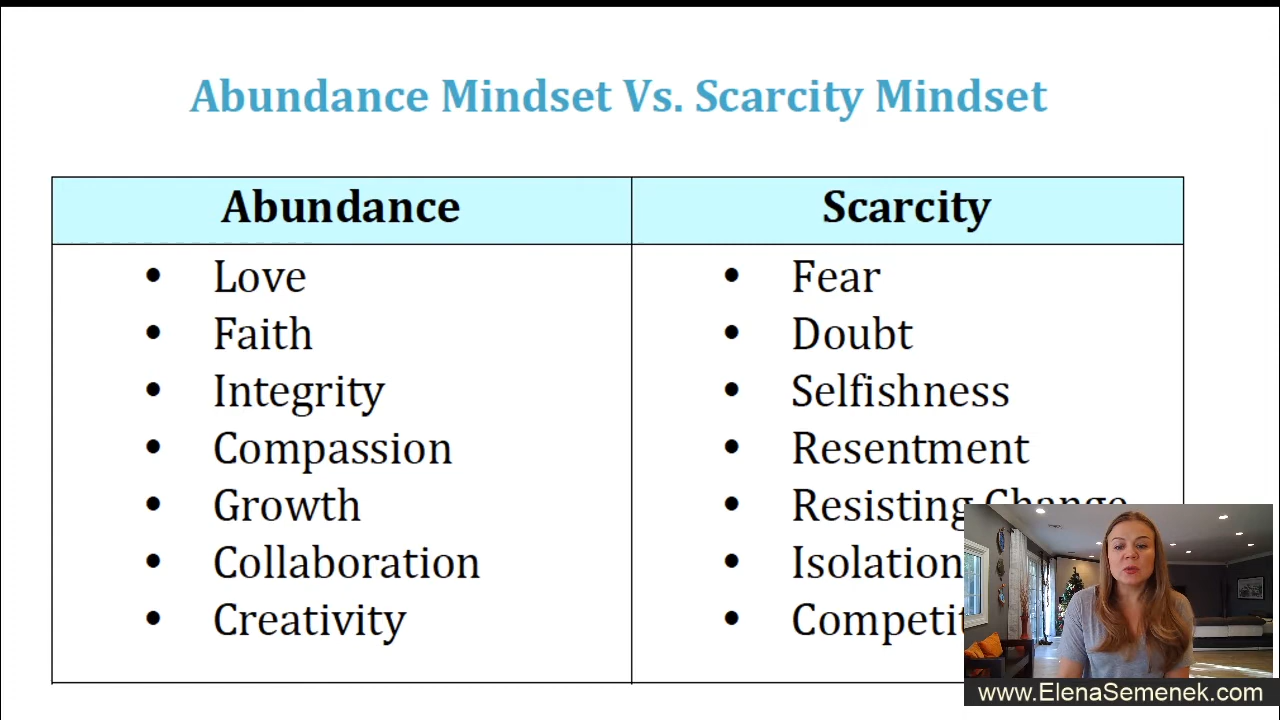 Abundance Mindset Vs. Scarcity Mindset
Abundance
Scarcity
• Love
• Faith
• Integrity
• Compassion
• Growth
• Collaboration
• Creativity
• Fear
• Doubt
• Selfishness
• Resentment
• Resisting Change
• Isolation
•
www.ElenaSemenek.com